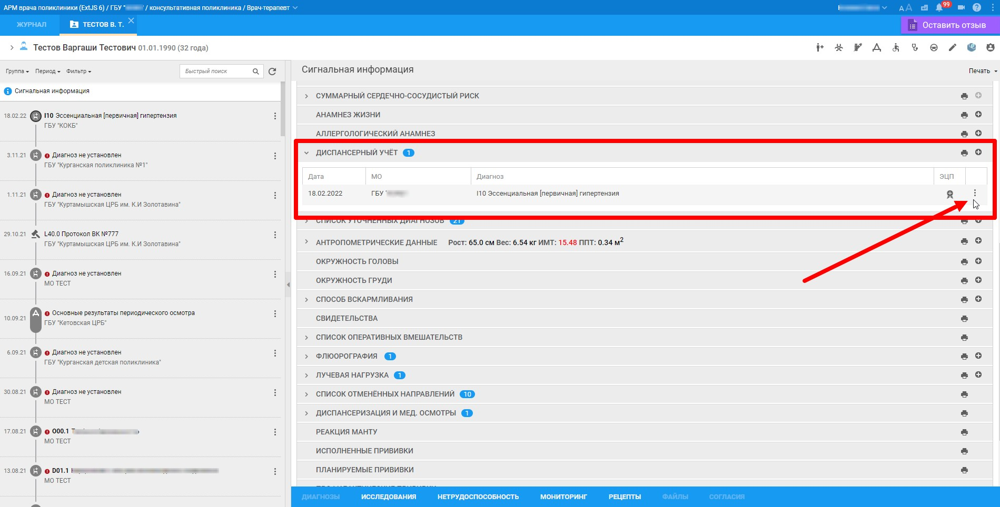 АРМ врача поликлиники (ExtJS 6) / ГБУ " " / консультативная поликлиника / Врач-терапевт
99
ЖУРНАЛ
ТЕСТОВ В. Т.
Оставить отзыв
Тестов Варгаши Тестович 01.01.1990 (32 года)
Группа
Период
Фильтр
Быстрый поиск
Сигнальная информация
18.02.22
I10 Эссенциальная [первичная] гипертензия
ГБУ "КОКБ"
3.11.21
Диагноз не установлен
ГБУ "Курганская поликлиника №1"
1.11.21
Диагноз не установлен
ГБУ "Куртамышская ЦРБ им. К.И Золотавина"
29.10.21
L40.0 Протокол ВК №777
ГБУ "Куртамышская ЦРБ им. К.И Золотавина"
16.09.21
Диагноз не установлен
МО ТЕСТ
10.09.21
Основные результаты периодического осмотра
ГБУ "Кетовская ЦРБ"
6.09.21
Диагноз не установлен
ГБУ "Курганская детская поликлиника"
30.08.21
Диагноз не установлен
МО ТЕСТ
17.08.21
O00.1
МО ТЕСТ
13.08.21
D01.1
МО ТЕСТ
Сигнальная информация
Печать
СУММАРНЫЙ СЕРДЕЧНО-СОСУДИСТЫЙ РИСК
АНАМНЕЗ ЖИЗНИ
АЛЛЕРГОЛОГИЧЕСКИЙ АНАМНЕЗ
ДИСПАНСЕРНЫЙ УЧЁТ 1
Дата МО Диагноз ЭЦП
18.02.2022 ГБУ " I10 Эссенциальная [первичная] гипертензия
СПИСОК УТОЧНЕННЫХ ДИАГНОЗОВ 21
АНТРОПОМЕТРИЧЕСКИЕ ДАННЫЕ Рост: 65.0 см Вес: 6.54 кг ИМТ: 15.48 ППТ: 0.34 м2
ОКРУЖНОСТЬ ГОЛОВЫ
ОКРУЖНОСТЬ ГРУДИ
СПОСОБ ВСКАРМЛИВАНИЯ
СВИДЕТЕЛЬСТВА
СПИСОК ОПЕРАТИВНЫХ ВМЕШАТЕЛЬСТВ
ФЛЮОРОГРАФИЯ 1
ЛУЧЕВАЯ НАГРУЗКА 1
СПИСОК ОТМЕНЁННЫХ НАПРАВЛЕНИЙ 10
ДИСПАНСЕРИЗАЦИЯ И МЕД. ОСМОТРЫ 1
РЕАКЦИЯ МАНТУ
ИСПОЛНЕННЫЕ ПРИВИВКИ
ПЛАНИРУЕМЫЕ ПРИВИВКИ
ДИАГНОЗЫ ИССЛЕДОВАНИЯ НЕТРУДОСПОСОБНОСТЬ МОНИТОРИНГ РЕЦЕПТЫ ФАЙЛЫ СОГЛАСИЯ